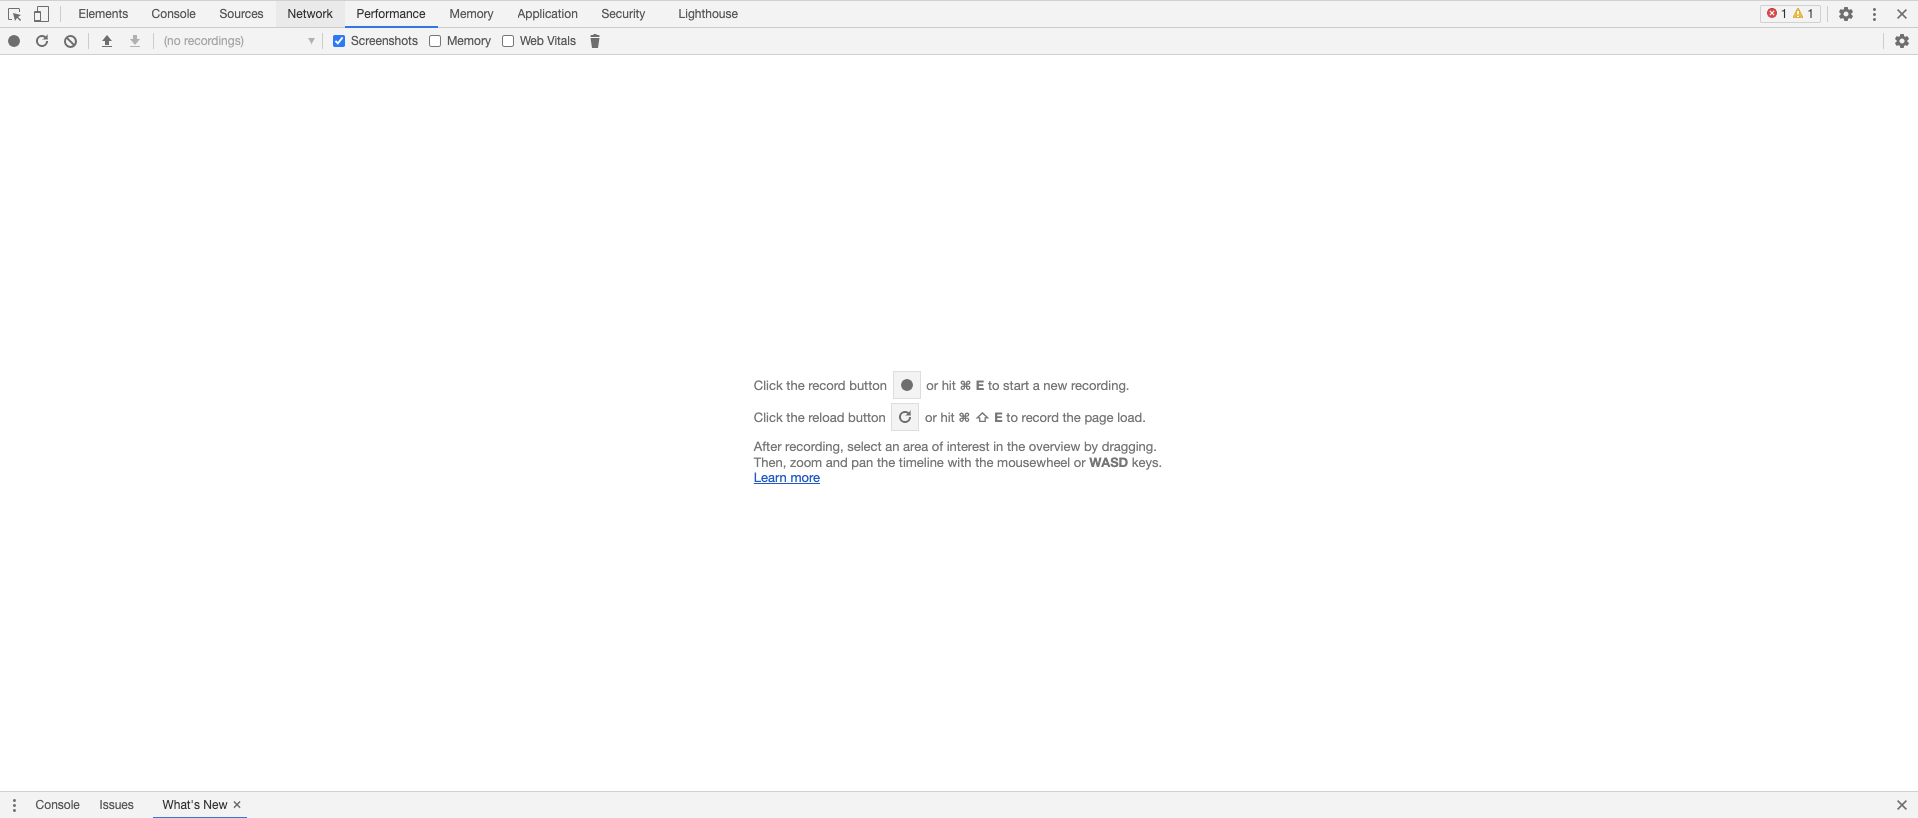 Elements Console Sources Network Performance Memory Application Security Lighthouse 1 1
(no recordings) Screenshots Memory Web Vitals
Click the record button or hit ⌘ E to start a new recording.
Click the reload button or hit ⌘ ⇧ E to record the page load.
After recording, select an area of interest in the overview by dragging.
Then, zoom and pan the timeline with the mousewheel or WASD keys.
Learn more
Console Issues What's New